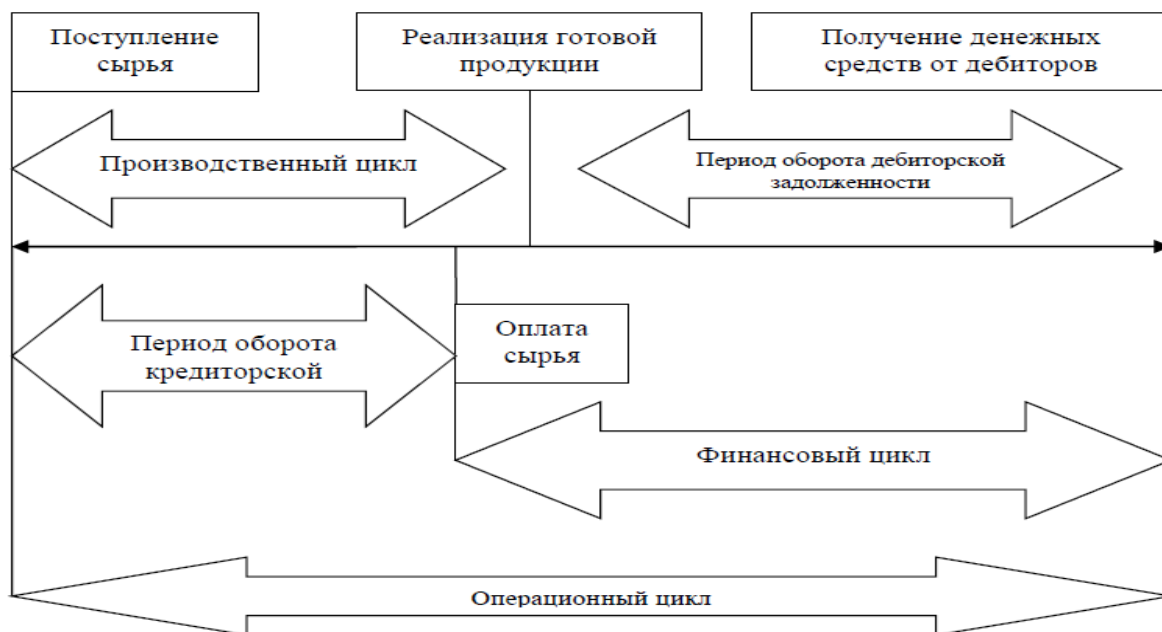 Поступление
сырья
Реализация готовой
продукции
Получение денежных
средств от дебиторов
Производственный цикл
Период оборота дебиторской
задолженности
Период оборота
кредиторской
Оплата
сырья
Финансовый цикл
Операционный цикл